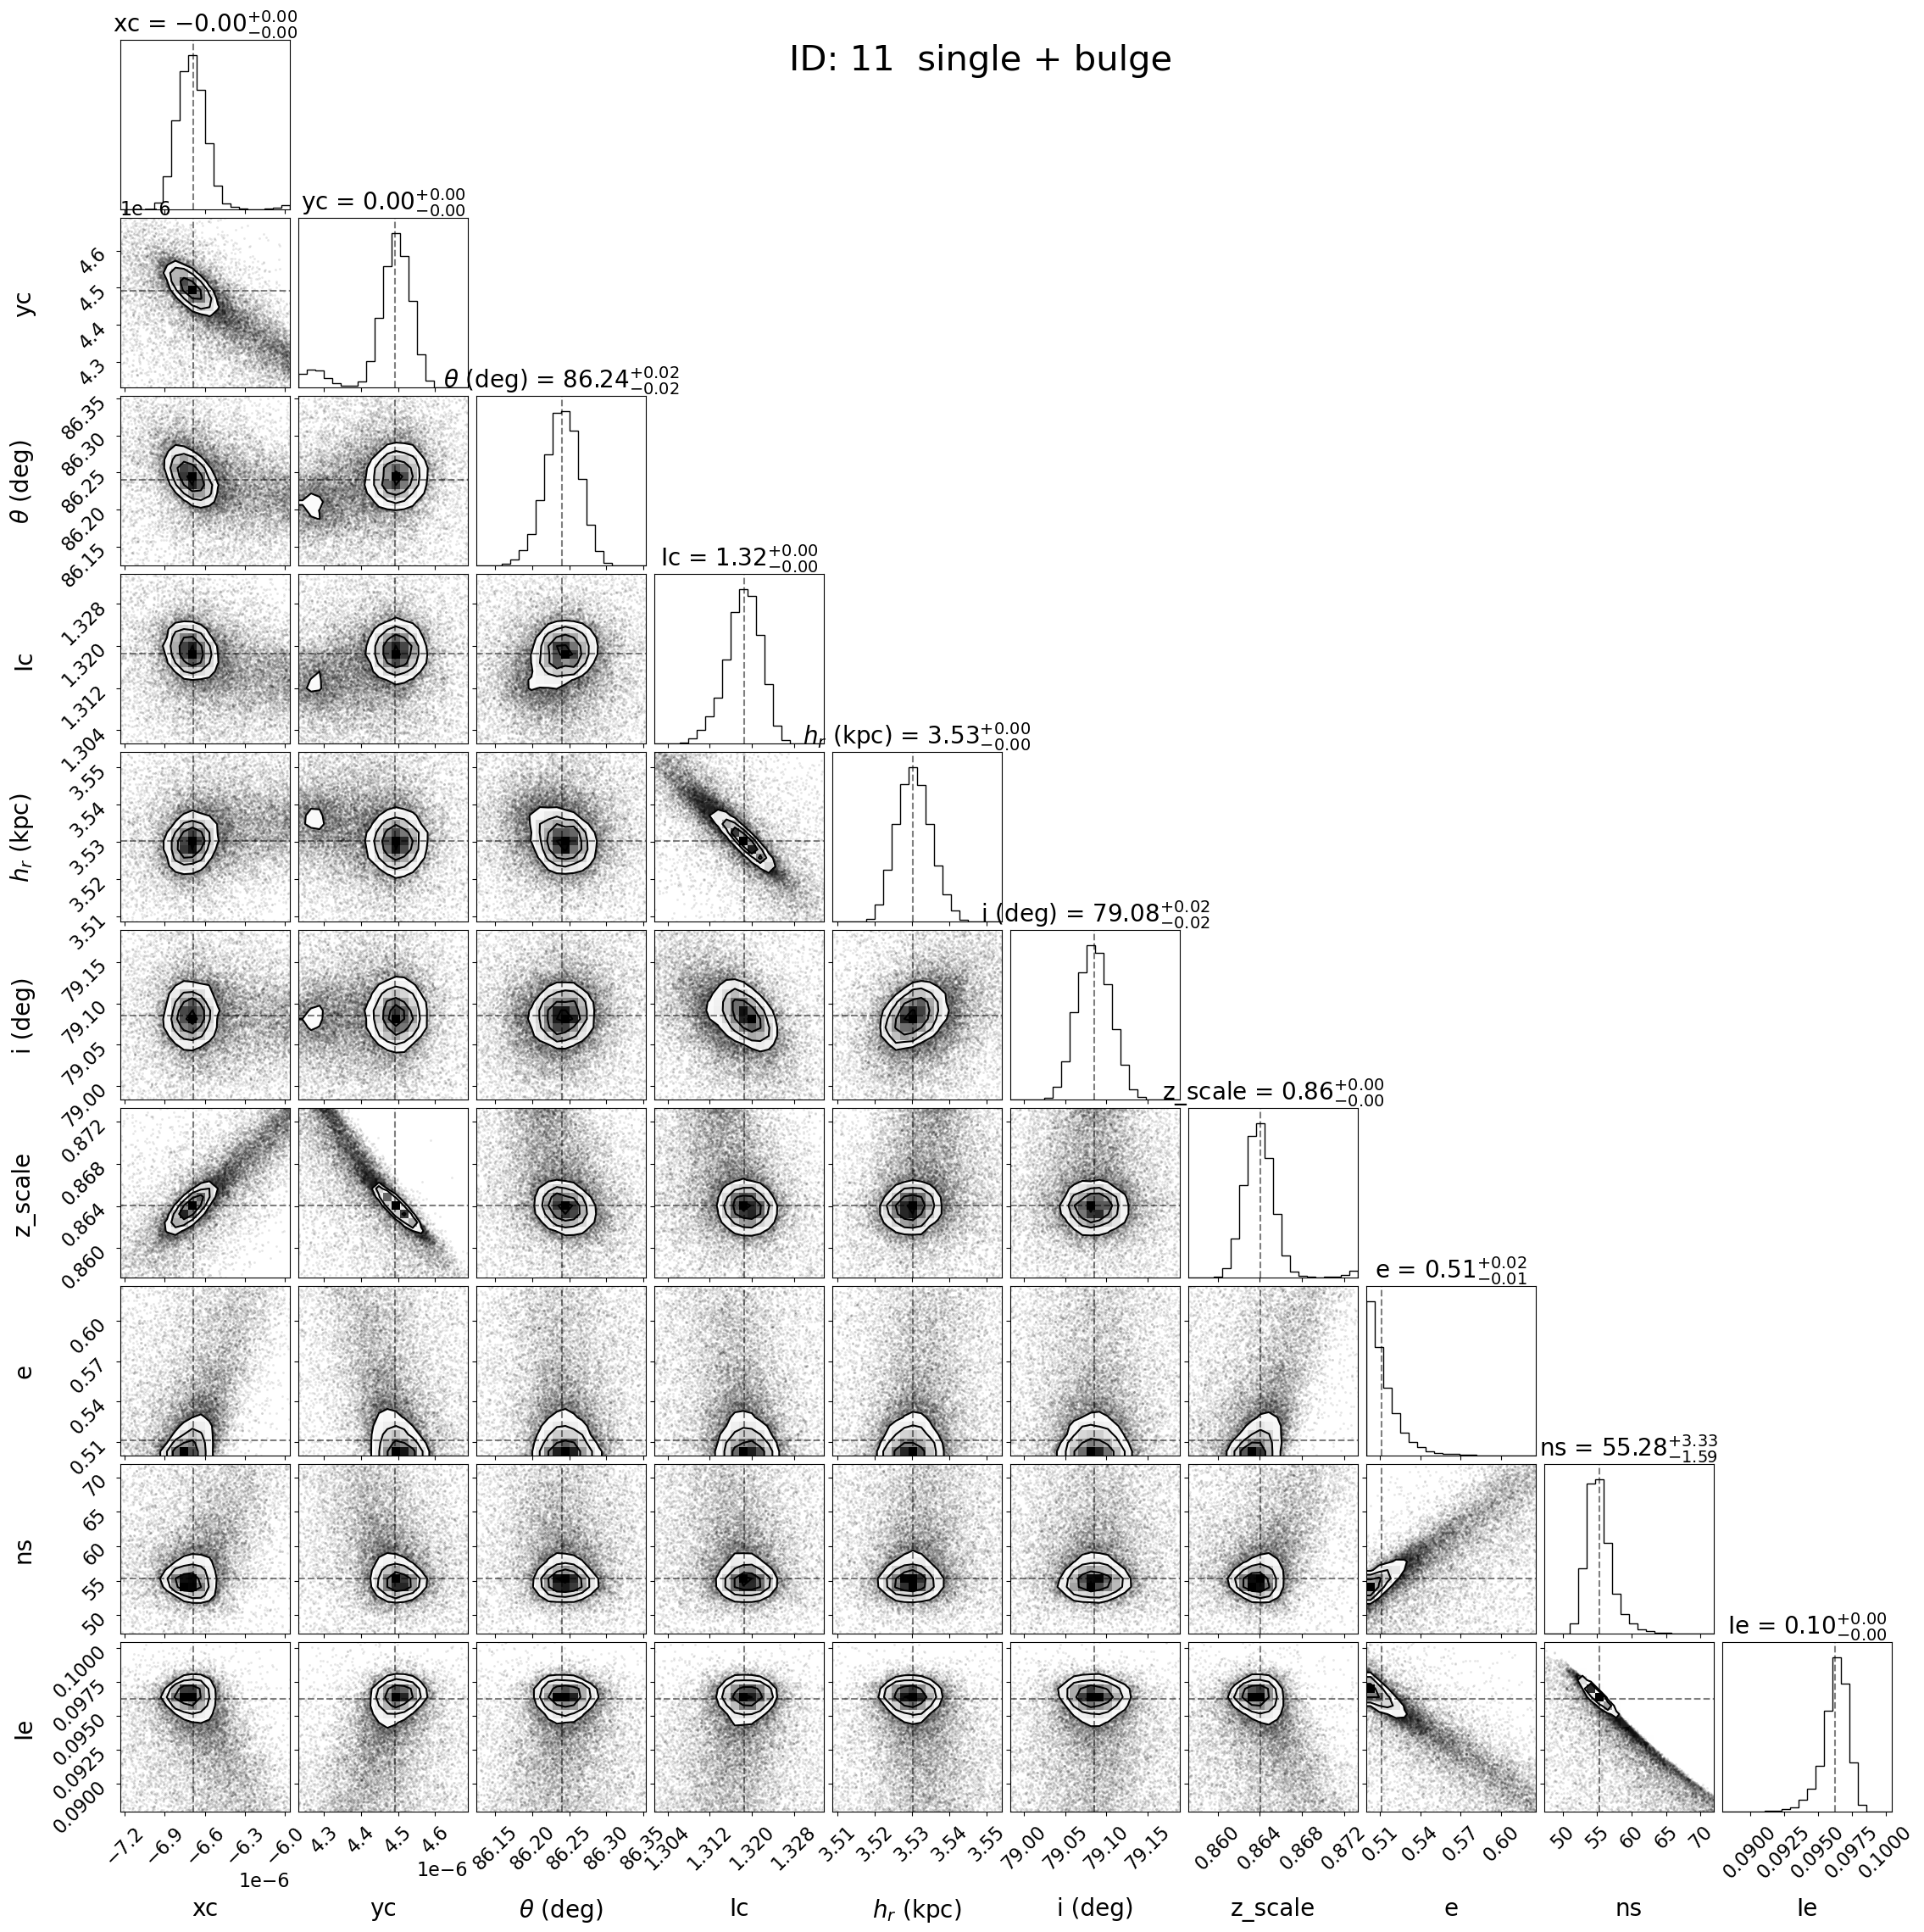 ID: 11  single + bulge
xc = −0.00 +0.00 −0.00
1e−6
yc = 0.00 +0.00 −0.00
yc
4.6
4.5
4.4
4.3
θ (deg) = 86.24 +0.02 −0.02
θ (deg)
86.35
86.30
86.25
86.20
86.15
Ic = 1.32 +0.00 −0.00
Ic
1.328
1.320
1.312
1.304
h_r (kpc) = 3.53 +0.00 −0.00
h_r (kpc)
3.55
3.54
3.53
3.52
3.51
i (deg) = 79.08 +0.02 −0.02
i (deg)
79.15
79.10
79.05
79.00
z_scale = 0.86 +0.00 −0.00
z_scale
0.872
0.868
0.864
0.860
e = 0.51 +0.02 −0.01
e
0.60
0.57
0.54
0.51
ns = 55.28 +3.33 −1.59
ns
70
65
60
55
50
Ie = 0.10 +0.00 −0.00
Ie
0.1000
0.0975
0.0950
0.0925
0.0900
−7.2 −6.9 −6.6 −6.3 −6.0
1e−6
xc
4.3 4.4 4.5 4.6
1e−6
yc
86.15 86.20 86.25 86.30 86.35
θ (deg)
1.304 1.312 1.320 1.328
Ic
3.51 3.52 3.53 3.54 3.55
h_r (kpc)
79.00 79.05 79.10 79.15
i (deg)
0.860 0.864 0.868 0.872
z_scale
0.51 0.54 0.57 0.60
e
50 55 60 65 70
ns
0.0900 0.0925 0.0950 0.0975 0.1000
Ie